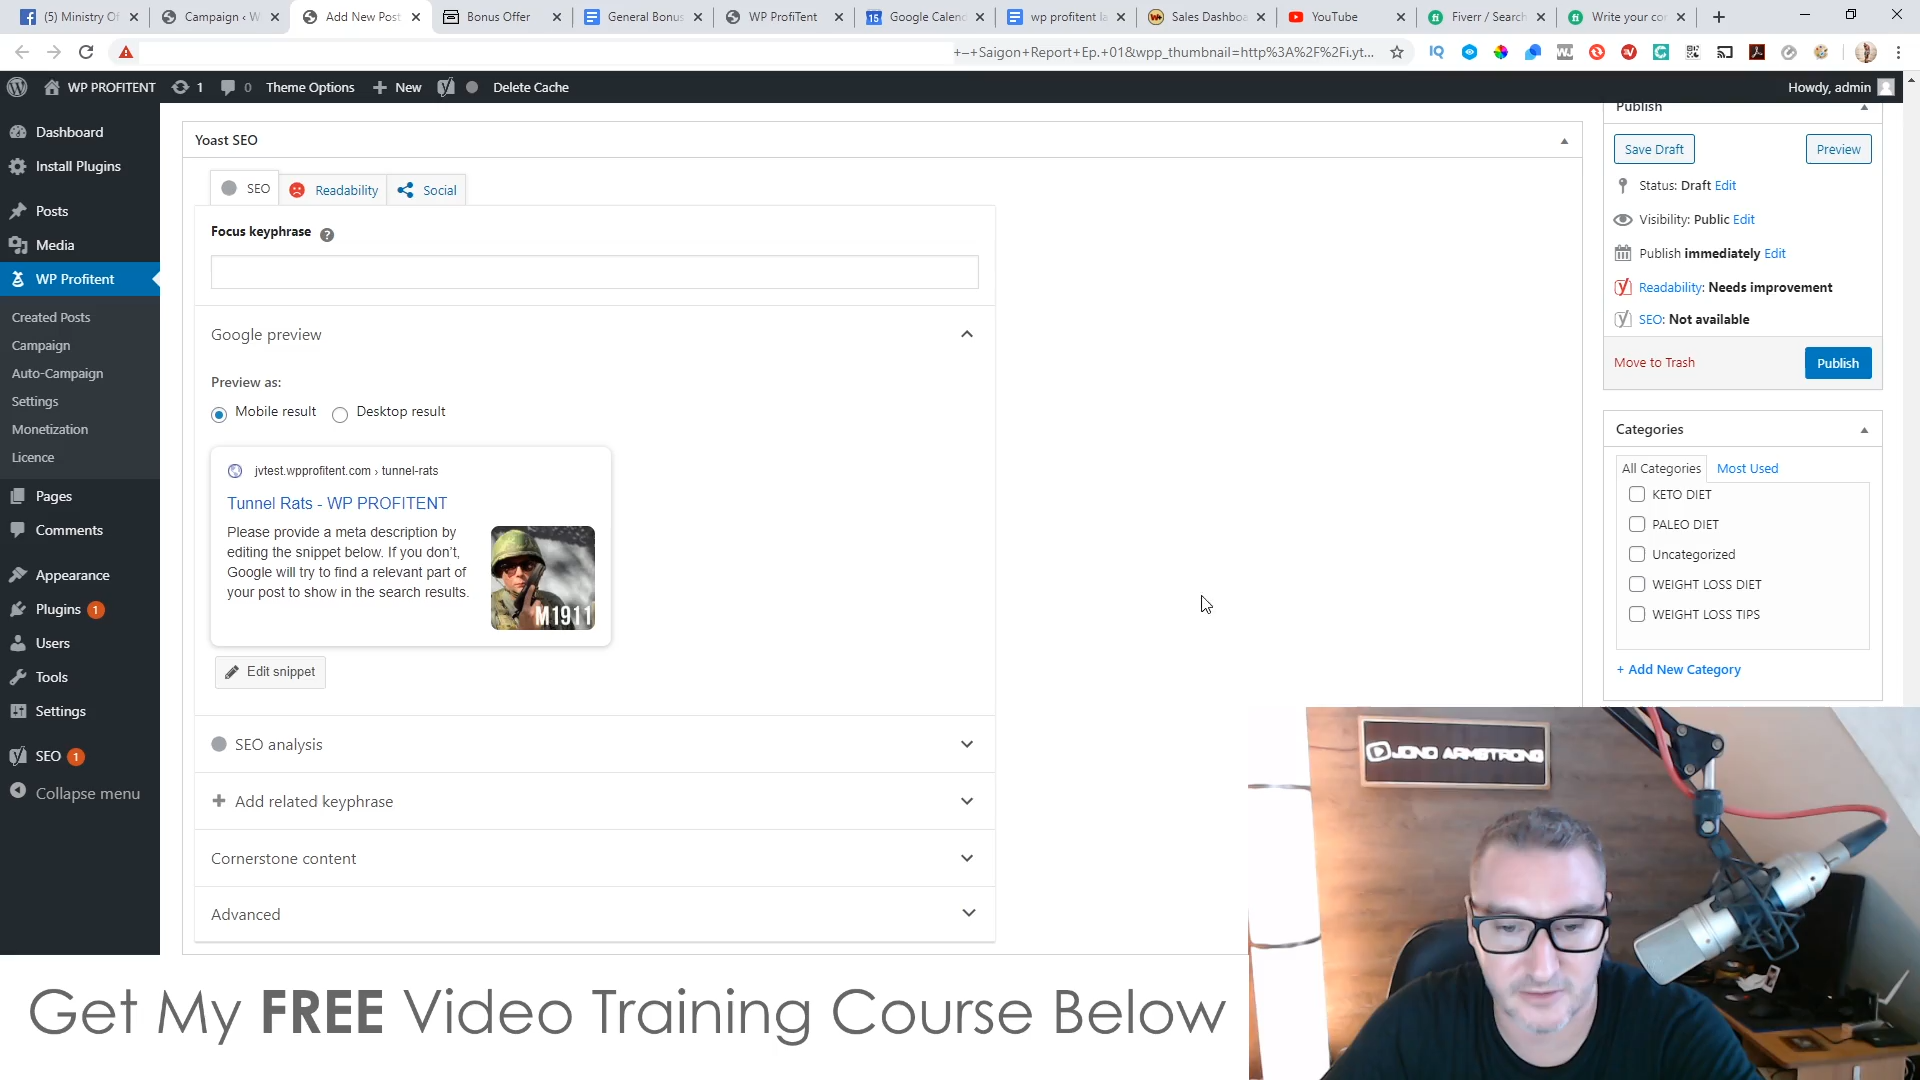 (5) Ministry Of
Campaign ‹ W
Add New Post
Bonus Offer
General Bonus
WP ProfiTent
Google Calen
wp profitent la
Sales Dashboa
YouTube
Fiverr / Search
Write your co
+–+Saigon+Report+Ep.+01&wpp_thumbnail=http%3A%2F%2Fi.yt...
WP PROFITENT
1
0
Theme Options
New
Delete Cache
Howdy, admin
Dashboard
Install Plugins
Posts
Media
WP Profitent
Created Posts
Campaign
Auto-Campaign
Settings
Monetization
Licence
Pages
Comments
Appearance
Plugins 1
Users
Tools
Settings
SEO 1
Collapse menu
Yoast SEO
SEO
Readability
Social
Focus keyphrase
Google preview
Preview as:
Mobile result
Desktop result
jvtest.wpprofitent.com › tunnel-rats
Tunnel Rats - WP PROFITENT
Please provide a meta description by
editing the snippet below. If you don't,
Google will try to find a relevant part of
your post to show in the search results.
M1911
Edit snippet
SEO analysis
Add related keyphrase
Cornerstone content
Advanced
Publish
Save Draft
Preview
Status: Draft Edit
Visibility: Public Edit
Publish immediately Edit
Readability: Needs improvement
SEO: Not available
Move to Trash
Publish
Categories
All Categories
Most Used
KETO DIET
PALEO DIET
Uncategorized
WEIGHT LOSS DIET
WEIGHT LOSS TIPS
+ Add New Category
JONO ARMSTRONG
Get My FREE Video Training Course Below